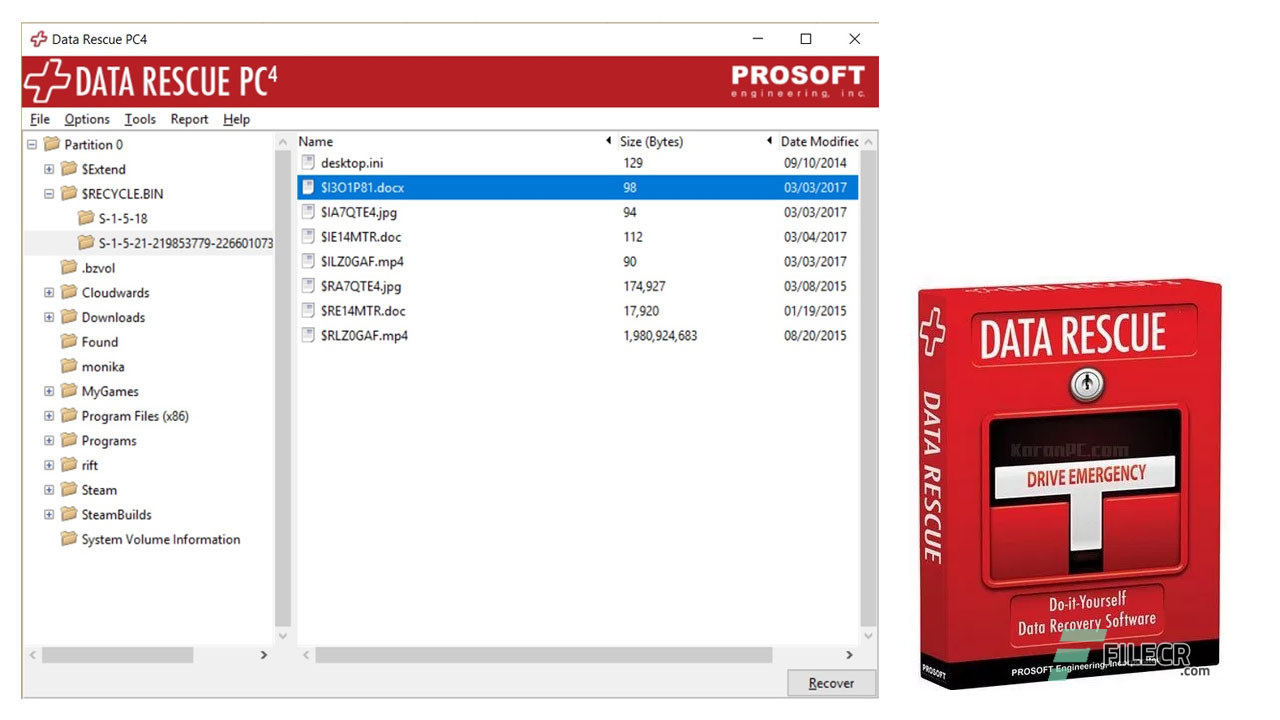 Data Rescue PC4
DATA RESCUE PC4
PROSOFT
engineering, inc.
File Options Tools Report Help
Partition 0
$Extend
$RECYCLE.BIN
S-1-5-18
S-1-5-21-219853779-226601073
.bzvol
Cloudwards
Downloads
Found
monika
MyGames
Program Files (x86)
Programs
rift
Steam
SteamBuilds
System Volume Information
Name Size (Bytes) Date Modified
desktop.ini 129 09/10/2014
$I3O1P81.docx 98 03/03/2017
$IA7QTE4.jpg 94 03/03/2017
$IE14MTR.doc 112 03/04/2017
$ILZ0GAF.mp4 90 03/03/2017
$RA7QTE4.jpg 174,927 03/08/2015
$RE14MTR.doc 17,920 01/19/2015
$RLZ0GAF.mp4 1,980,924,683 08/20/2015
Recover
DATA RESCUE
DATA RESCUE
KaranPC.com
DRIVE EMERGENCY
Do-it-Yourself
Data Recovery Software
PROSOFT
PROSOFT Engineering, Inc.
FILECR
.com